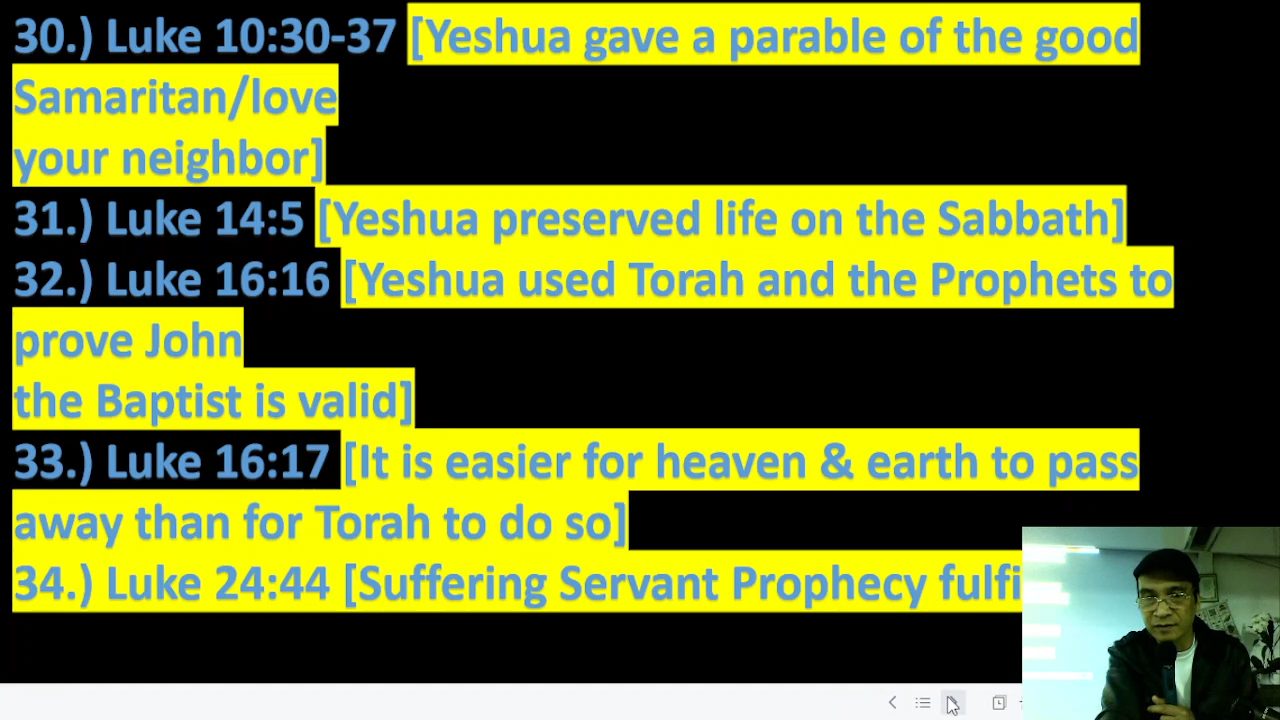 30.) Luke 10:30-37 [Yeshua gave a parable of the good
Samaritan/love
your neighbor]
31.) Luke 14:5 [Yeshua preserved life on the Sabbath]
32.) Luke 16:16 [Yeshua used Torah and the Prophets to
prove John
the Baptist is valid]
33.) Luke 16:17 [It is easier for heaven & earth to pass
away than for Torah to do so]
34.) Luke 24:44 [Suffering Servant Prophecy